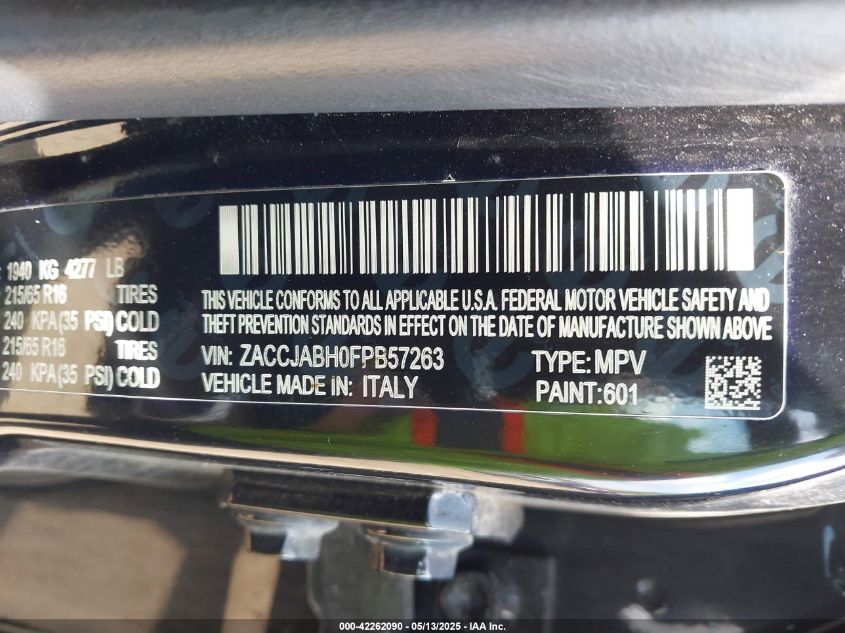 1940 KG 4277 LB
215/65 R16 TIRES
240 KPA(35 PSI) COLD
215/65 R16 TIRES
240 KPA(35 PSI) COLD
THIS VEHICLE CONFORMS TO ALL APPLICABLE U.S.A. FEDERAL MOTOR VEHICLE SAFETY AND
THEFT PREVENTION STANDARDS IN EFFECT ON THE DATE OF MANUFACTURE SHOWN ABOVE
VIN: ZACCJABH0FPB57263 TYPE: MPV
VEHICLE MADE IN: ITALY PAINT:601
000-42262090 - 05/13/2025 - IAA Inc.